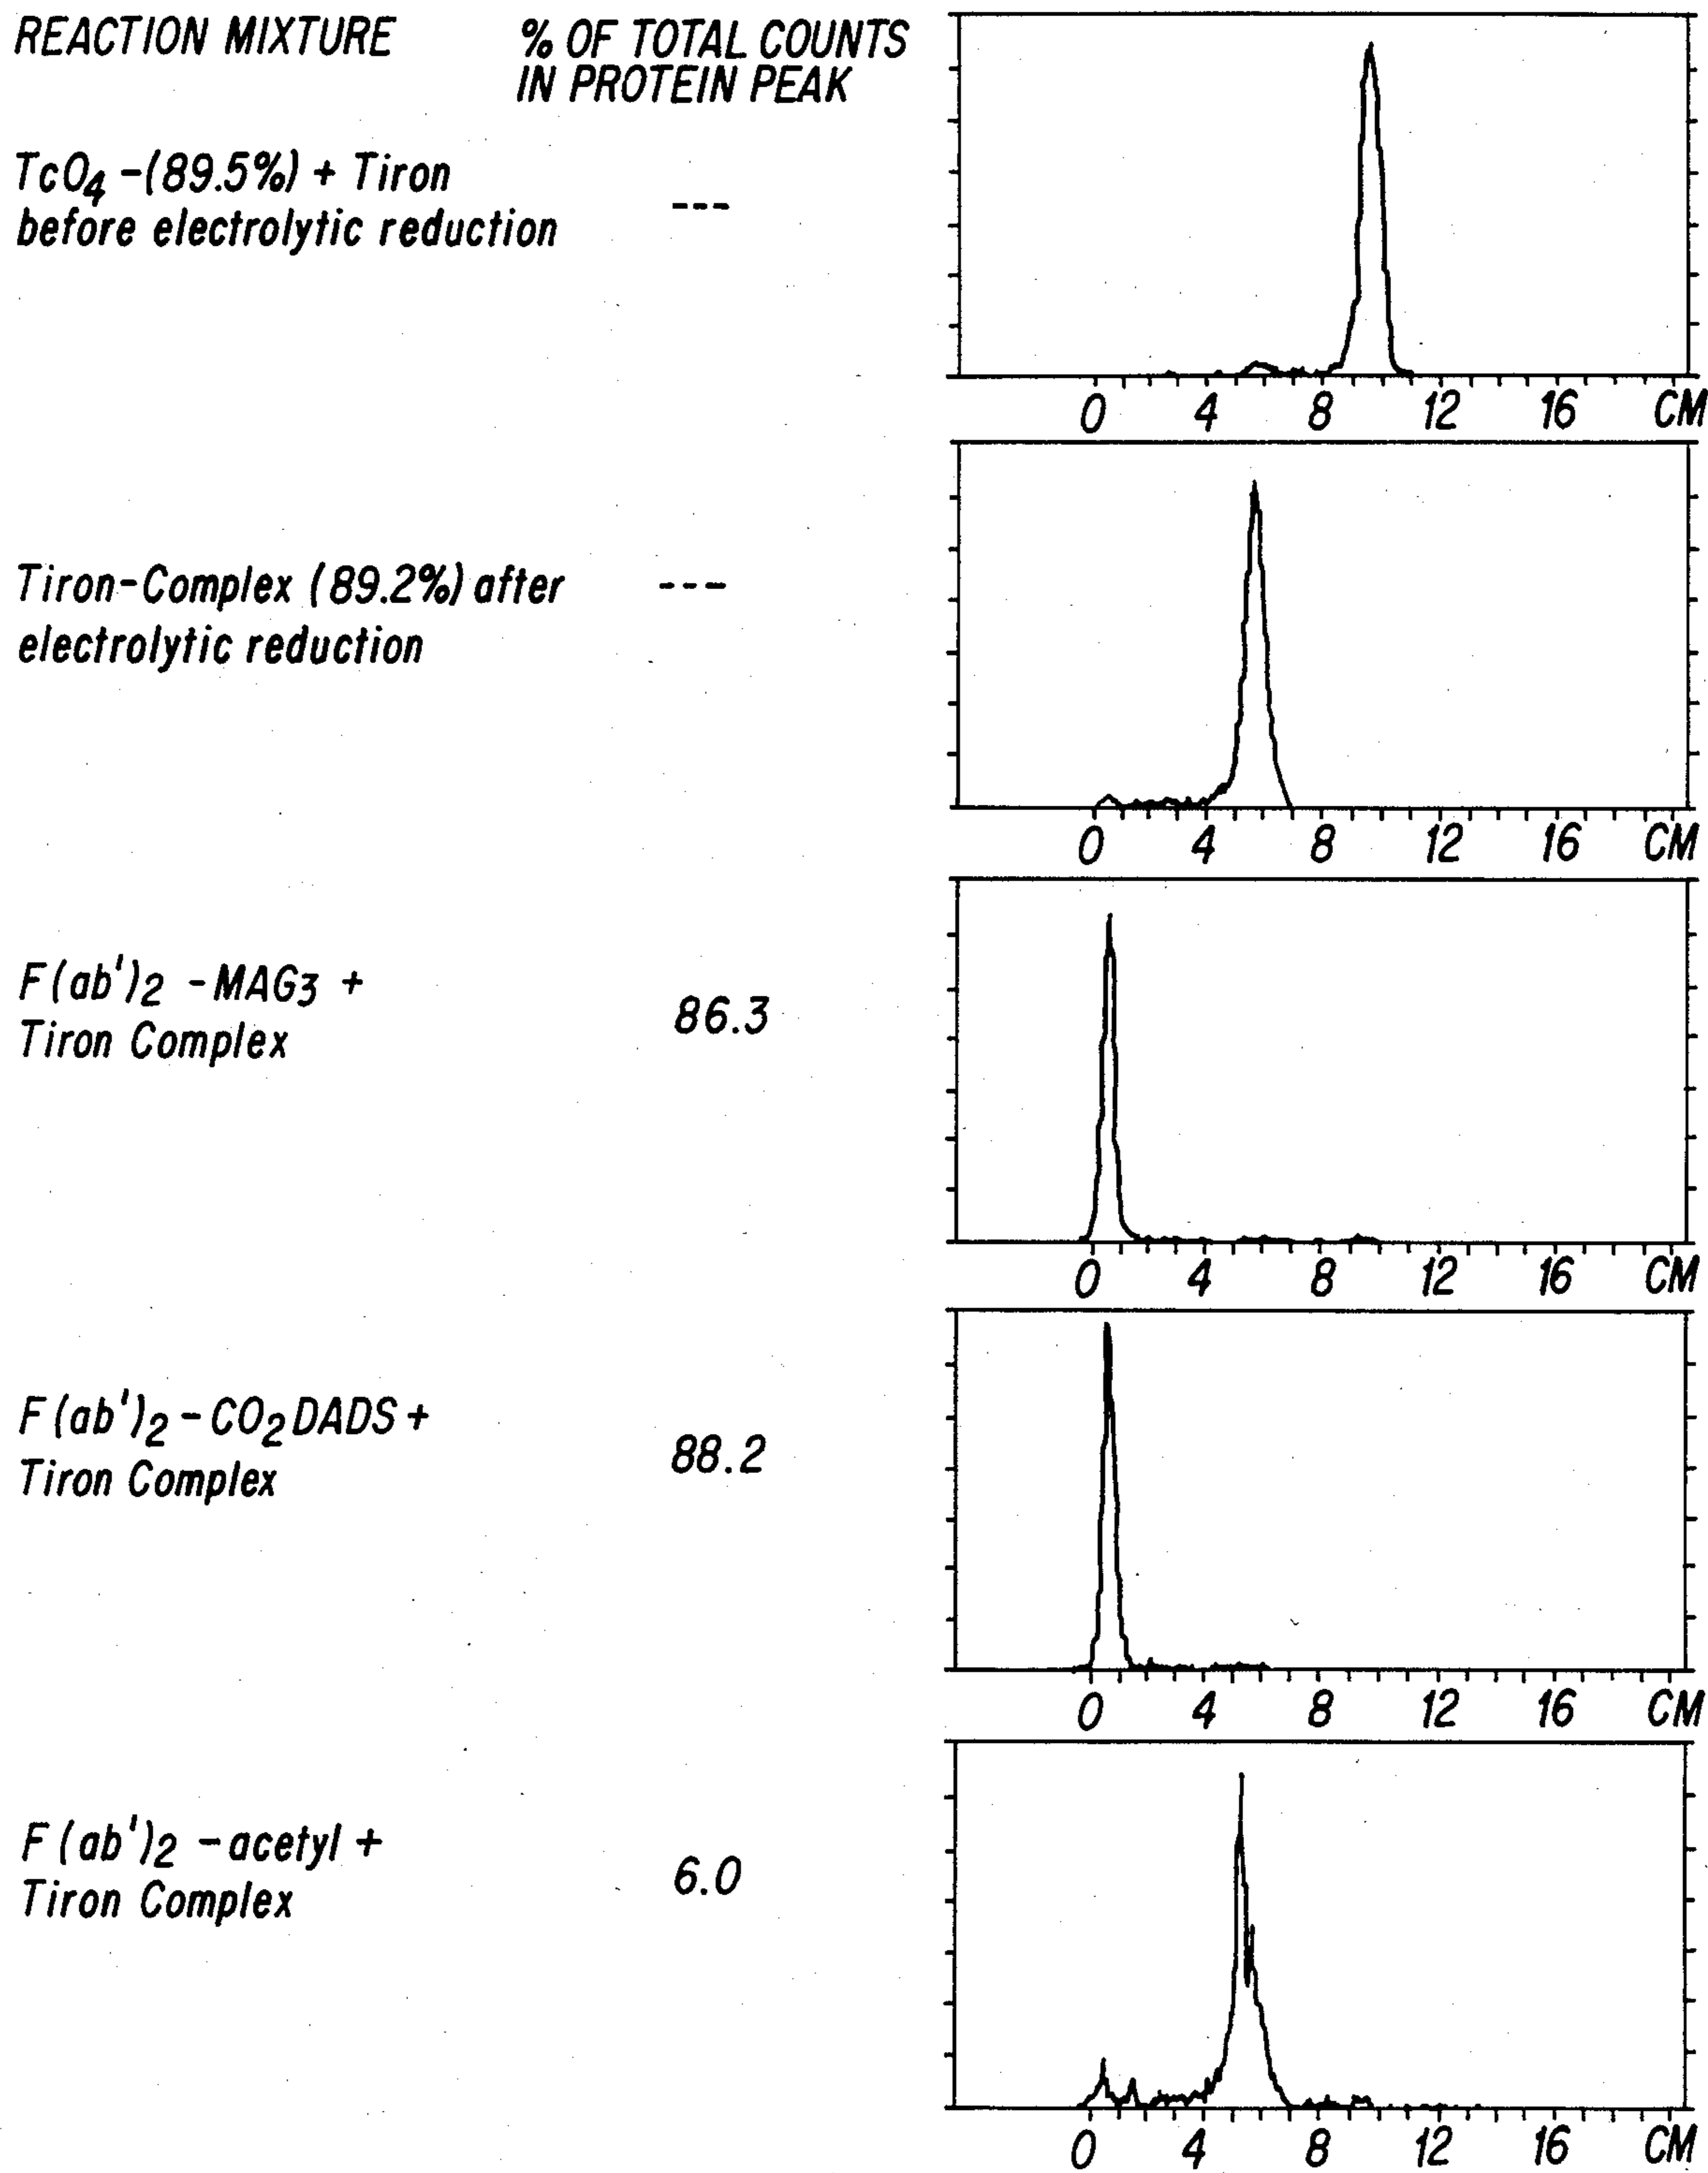 REACTION MIXTURE
% OF TOTAL COUNTS
IN PROTEIN PEAK
TcO4 -(89.5%) + Tiron
before electrolytic reduction
---
0 4 8 12 16 CM
Tiron-Complex (89.2%) after
electrolytic reduction
---
0 4 8 12 16 CM
F(ab')2 -MAG3 +
Tiron Complex
86.3
0 4 8 12 16 CM
F(ab')2 -CO2DADS +
Tiron Complex
88.2
0 4 8 12 16 CM
F(ab')2 -acetyl +
Tiron Complex
6.0
0 4 8 12 16 CM